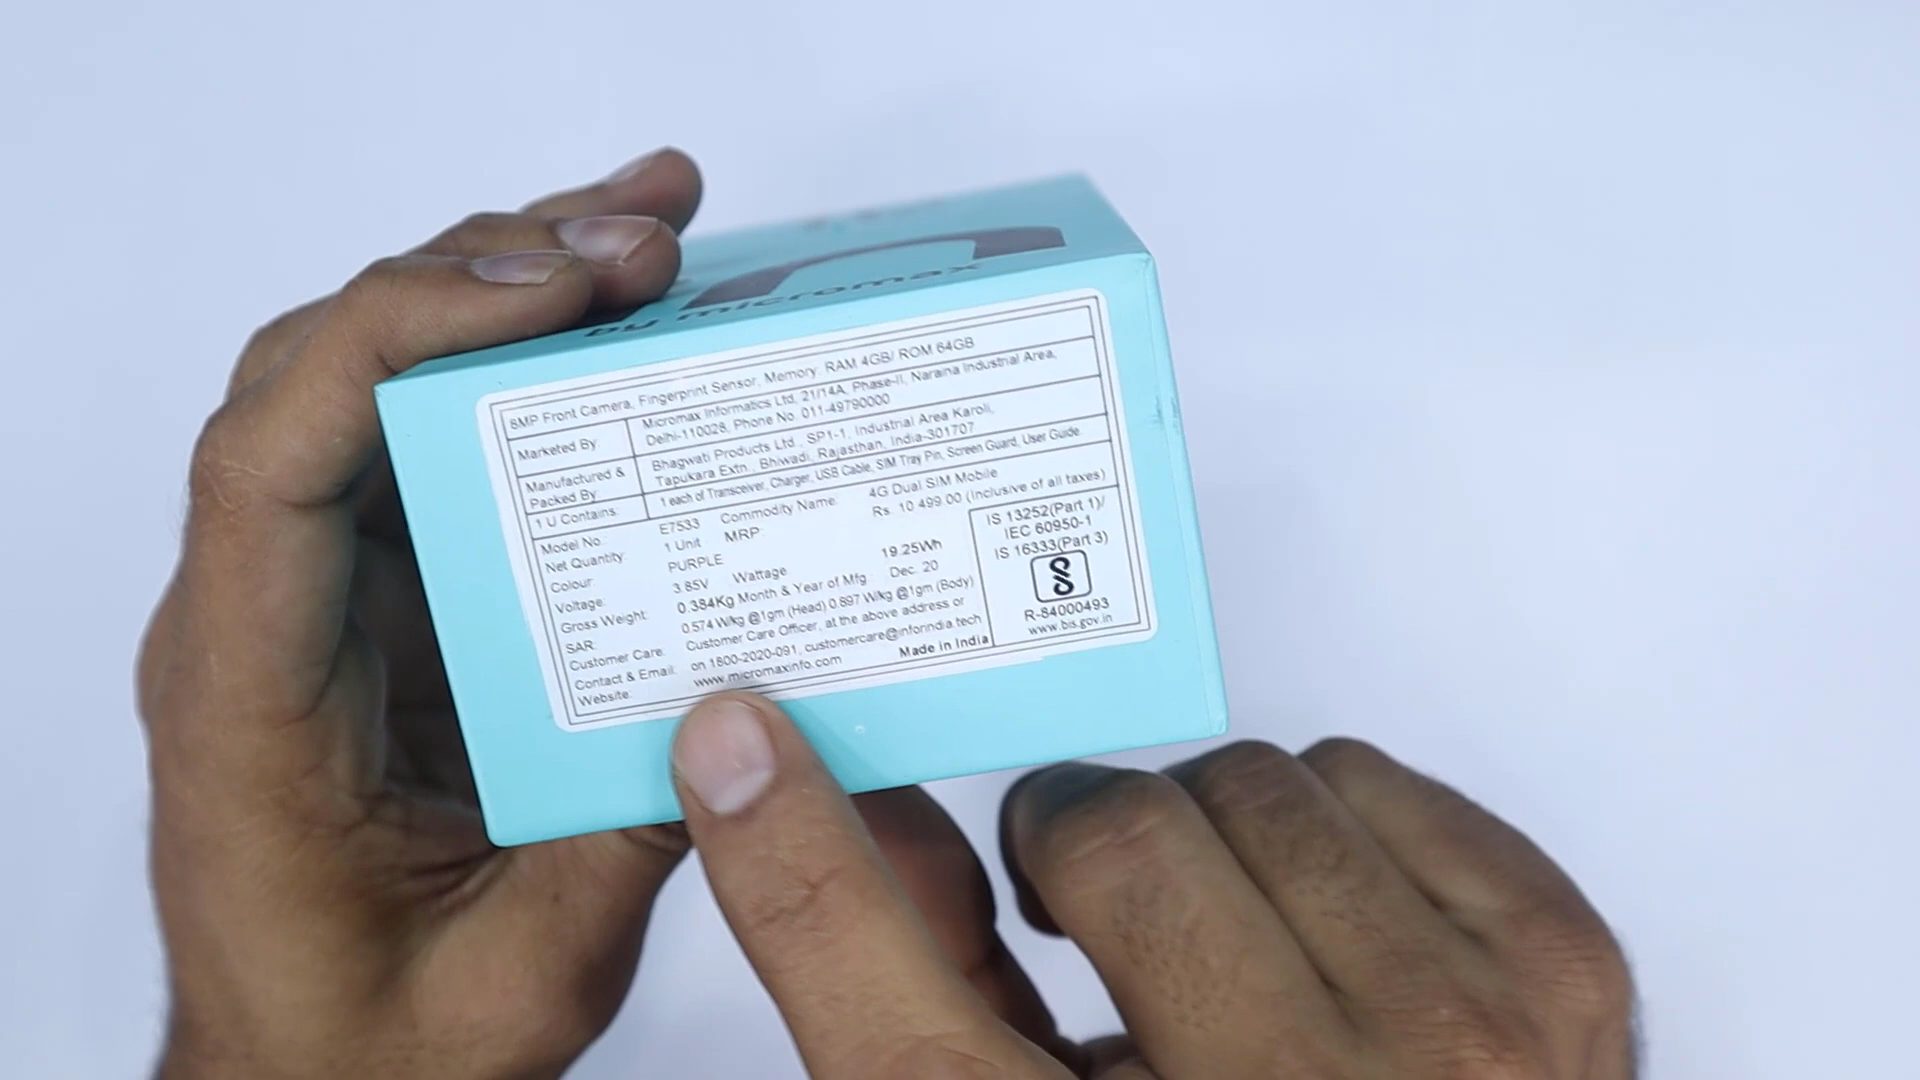 by micromax
8MP Front Camera, Fingerprint Sensor, Memory: RAM 4GB/ ROM 64GB
Marketed By
Micromax Informatics Ltd, 21/14A, Phase-II, Naraina Industrial Area,
Delhi-110028, Phone No. 011-49790000
Manufactured &
Packed By
Bhagwati Products Ltd., SP1-1, Industrial Area Karoli,
Tapukara Extn., Bhiwadi, Rajasthan, India-301707
1 U Contains: 1 each of Transceiver, Charger, USB Cable, SIM Tray Pin, Screen Guard, User Guide.
Model No.: E7533 Commodity Name: 4G Dual SIM Mobile
Net Quantity: 1 Unit MRP: Rs. 10 499.00 (Inclusive of all taxes)
Colour: PURPLE
Voltage: 3.85V Wattage 19.25Wh
Gross Weight: 0.384Kg Month & Year of Mfg. Dec. 20
SAR: 0.574 W/kg @1gm (Head) 0.897 W/kg @1gm (Body)
Customer Care: Customer Care Officer, at the above address or
Contact & Email: on 1800-2020-091, customercare@inforindia.tech
Website: www.micromaxinfo.com Made in India
IS 13252(Part 1)/
IEC 60950-1
IS 16333(Part 3)
R-84000493
www.bis.gov.in